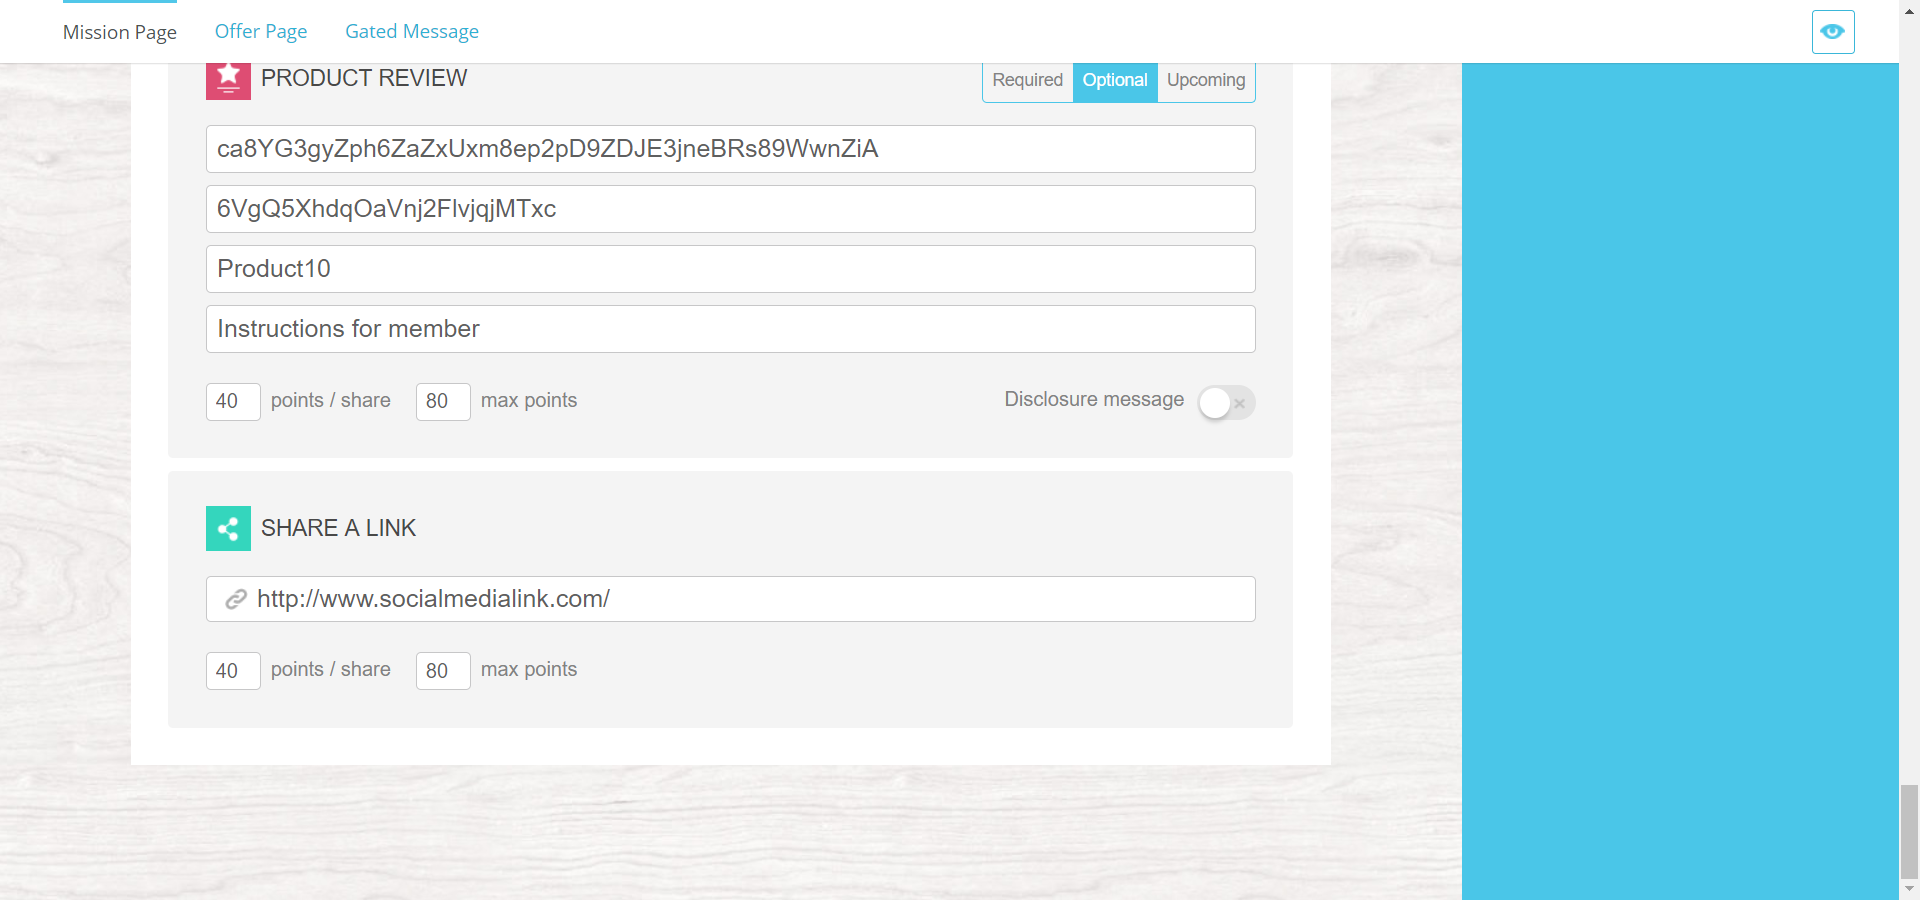 Mission Page
Offer Page
Gated Message
PRODUCT REVIEW
Required
Optional
Upcoming
ca8YG3gyZph6ZaZxUxm8ep2pD9ZDJE3jneBRs89WwnZiA
6VgQ5XhdqOaVnj2FlvjqjMTxc
Product10
Instructions for member
40 points / share 80 max points
Disclosure message
SHARE A LINK
http://www.socialmedialink.com/
40 points / share 80 max points